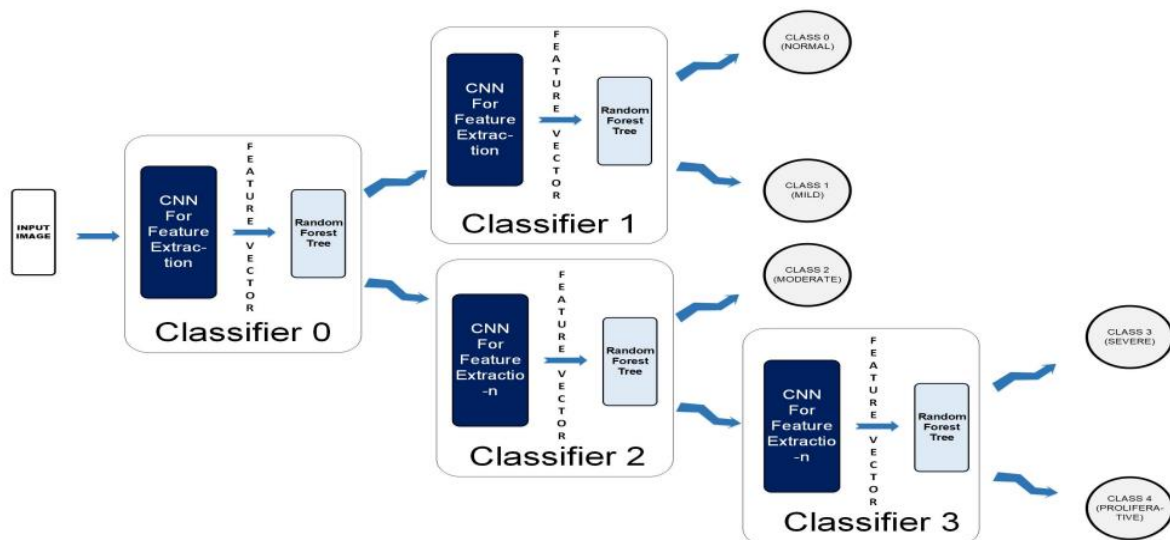 INPUT
IMAGE
CNN
For
Feature
Extrac-
tion
FEATURE VECTOR
Random
Forest
Tree
Classifier 0
CNN
For
Feature
Extrac-
tion
FEATURE VECTOR
Random
Forest
Tree
Classifier 1
CLASS 0
(NORMAL)
CLASS 1
(MILD)
CNN
For
Feature
Extractio
-n
FEATURE VECTOR
Random
Forest
Tree
Classifier 2
CLASS 2
(MODERATE)
CNN
For
Feature
Extractio
-n
FEATURE VECTOR
Random
Forest
Tree
Classifier 3
CLASS 3
(SEVERE)
CLASS 4
(PROLIFERA-
TIVE)